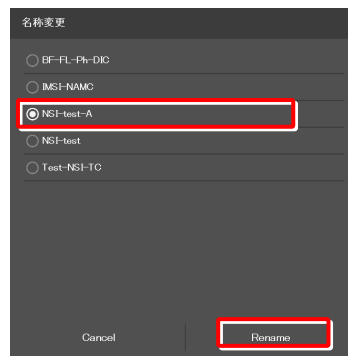 名称変更
BF-FL-Ph-DIC
IMSI-NAMC
NSI-test-A
NSI-test
Test-NSI-TC
Cancel
Rename